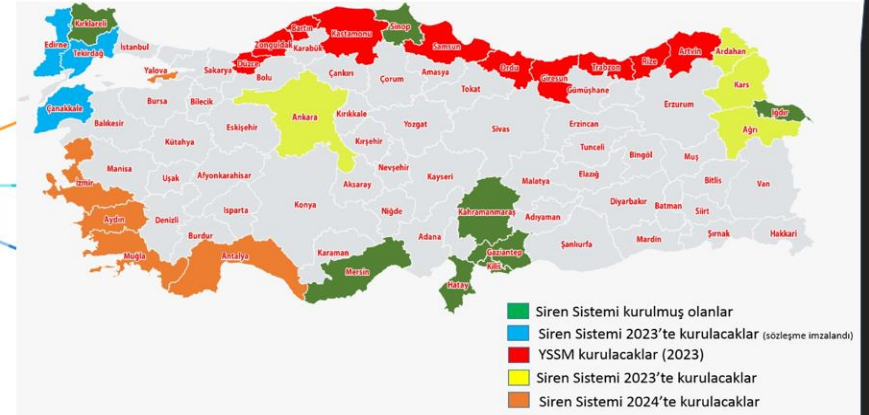 Kırklareli
Sinop
Edirne
Tekirdağ
İstanbul
Bartın
Kastamonu
Zonguldak
Karabük
Samsun
Düzce
Ordu
Giresun
Trabzon
Rize
Artvin
Ardahan
Yalova
Sakarya
Bolu
Çankırı
Çorum
Amasya
Tokat
Gümüşhane
Kars
Çanakkale
Balıkesir
Bursa
Bilecik
Eskişehir
Ankara
Kırıkkale
Yozgat
Sivas
Erzincan
Erzurum
Iğdır
Ağrı
Kütahya
Kırşehir
Tunceli
Bingöl
Muş
Manisa
Uşak
Afyonkarahisar
Nevşehir
Kayseri
Malatya
Elazığ
Bitlis
Van
İzmir
Aksaray
Aydın
Denizli
Isparta
Konya
Niğde
Kahramanmaraş
Adıyaman
Diyarbakır
Batman
Siirt
Muğla
Burdur
Antalya
Karaman
Adana
Gaziantep
Şanlıurfa
Mardin
Şırnak
Hakkari
Mersin
Kilis
Hatay
Siren Sistemi kurulmuş olanlar
Siren Sistemi 2023'te kurulacaklar (sözleşme imzalandı)
YSSM kurulacaklar (2023)
Siren Sistemi 2023'te kurulacaklar
Siren Sistemi 2024'te kurulacaklar